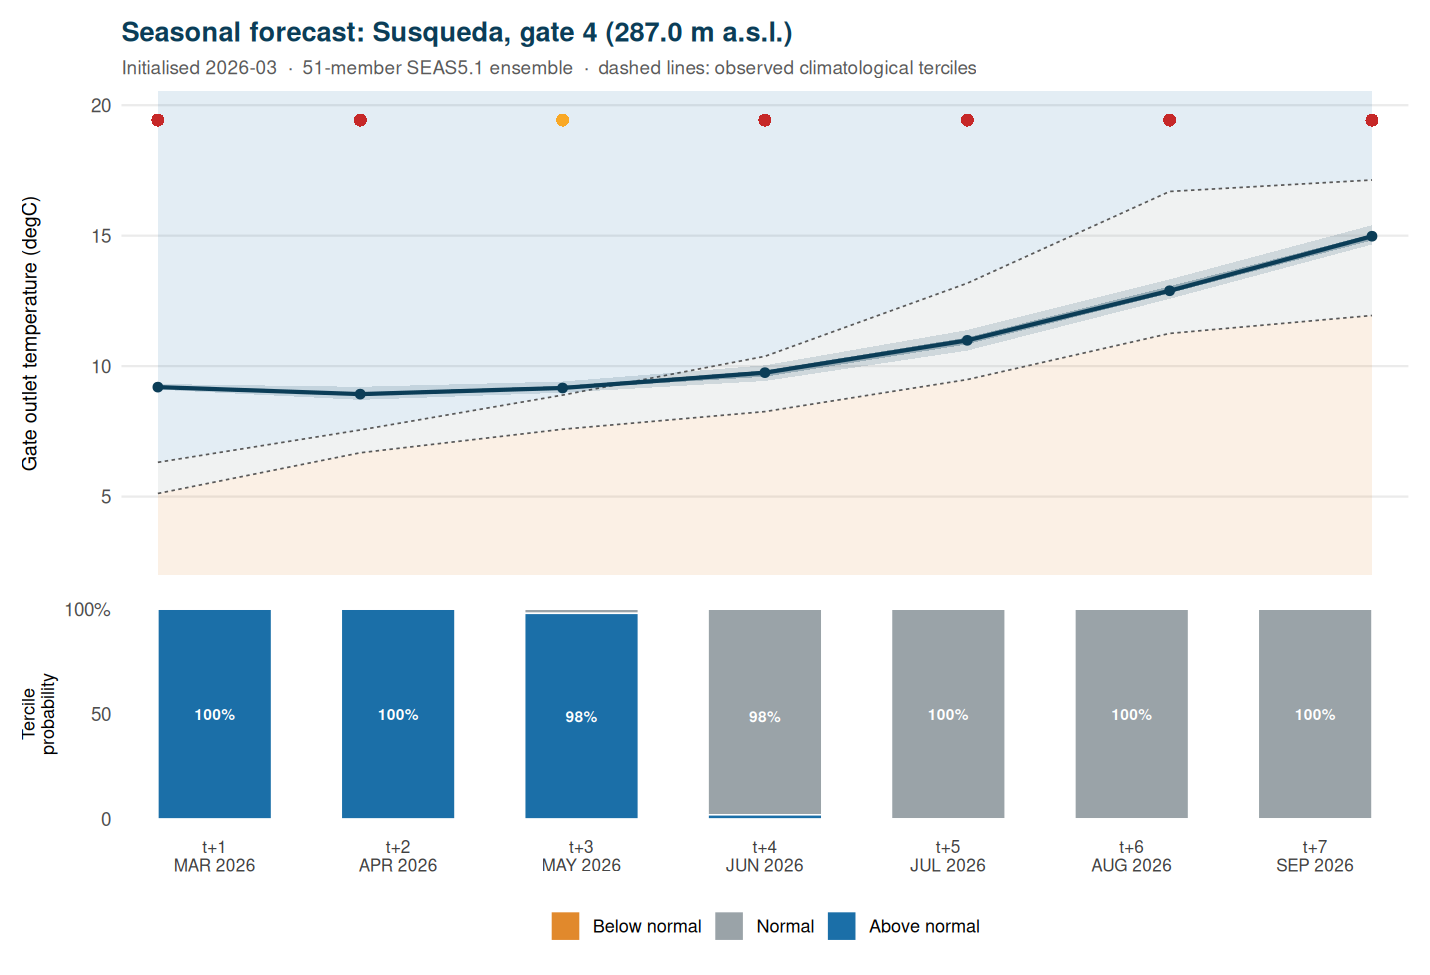 Seasonal forecast: Susqueda, gate 4 (287.0 m a.s.l.)
Initialised 2026-03 · 51-member SEAS5.1 ensemble · dashed lines: observed climatological terciles
Gate outlet temperature (degC)
20
15
10
5
Tercile
probability
100%
50
0
100%
100%
98%
98%
100%
100%
100%
t+1
MAR 2026
t+2
APR 2026
t+3
MAY 2026
t+4
JUN 2026
t+5
JUL 2026
t+6
AUG 2026
t+7
SEP 2026
Below normal
Normal
Above normal